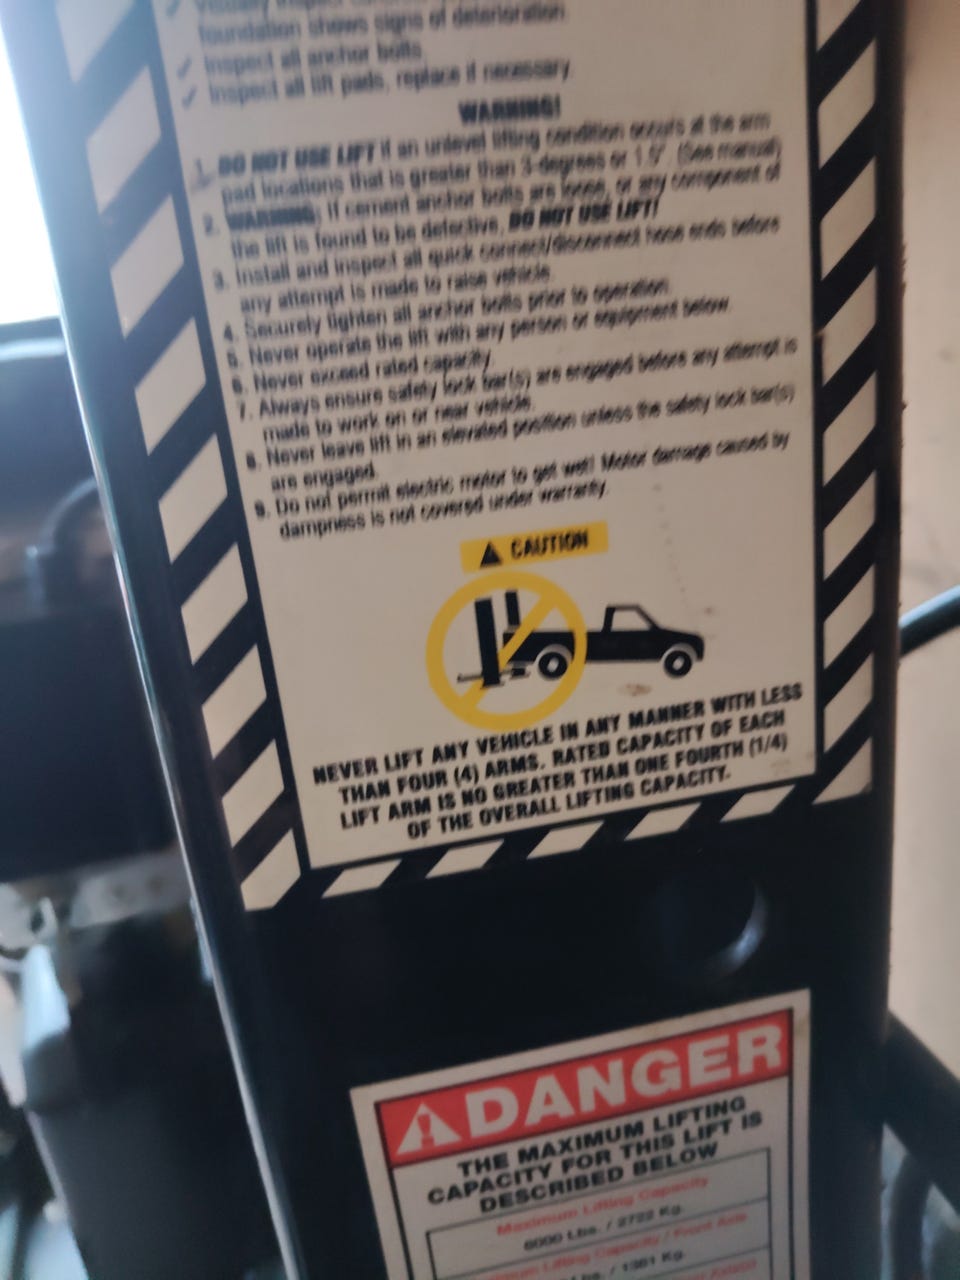 Visually inspect
foundation shows signs of deterioration
✓ Inspect all anchor bolts.
✓ Inspect all lift pads, replace if necessary.
WARNING!
1. DO NOT USE LIFT if an unlevel lifting condition occurs at the arm
pad locations that is greater than 3-degrees or 1.5". (See manual)
2. WARNING: If cement anchor bolts are loose, or any component of
the lift is found to be defective, DO NOT USE LIFT!
3. Install and inspect all quick connect/disconnect hose ends before
any attempt is made to raise vehicle.
4. Securely tighten all anchor bolts prior to operation.
5. Never operate the lift with any person or equipment below.
6. Never exceed rated capacity.
7. Always ensure safety lock bar(s) are engaged before any attempt is
made to work on or near vehicle.
8. Never leave lift in an elevated position unless the safety lock bar(s)
are engaged.
9. Do not permit electric motor to get wet! Motor damage caused by
dampness is not covered under warranty.
CAUTION
NEVER LIFT ANY VEHICLE IN ANY MANNER WITH LESS
THAN FOUR (4) ARMS. RATED CAPACITY OF EACH
LIFT ARM IS NO GREATER THAN ONE FOURTH (1/4)
OF THE OVERALL LIFTING CAPACITY.
DANGER
THE MAXIMUM LIFTING
CAPACITY FOR THIS LIFT IS
DESCRIBED BELOW
Maximum Lifting Capacity
6000 Lbs. / 2722 Kg.
Lifting Capacity / Front Axle
Lbs. / 1361 Kg.